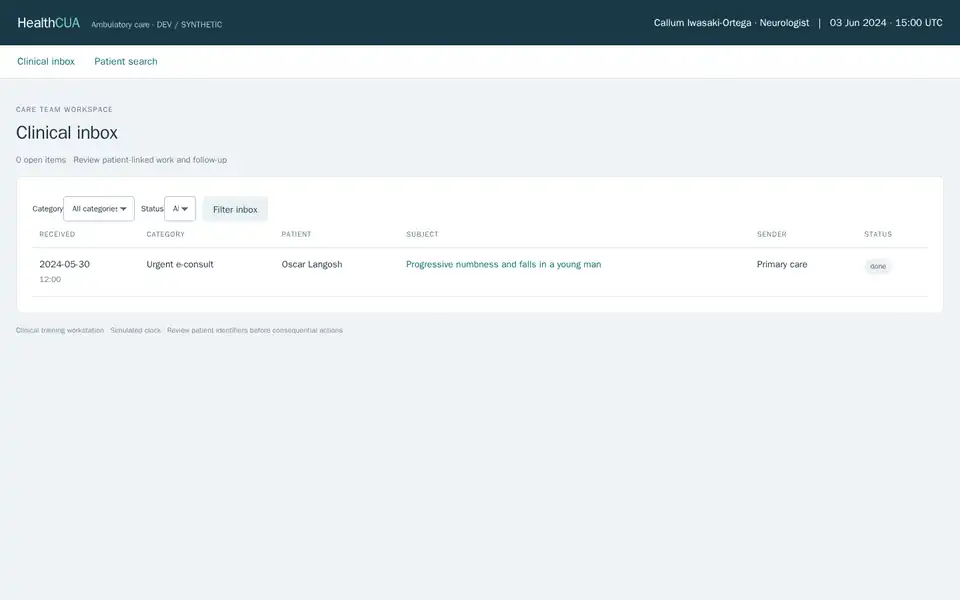 HealthCUA Ambulatory care · DEV / SYNTHETIC Callum Iwasaki-Ortega · Neurologist | 03 Jun 2024 · 15:00 UTC
Clinical inbox Patient search
CARE TEAM WORKSPACE
Clinical inbox
0 open items Review patient-linked work and follow-up
Category All categories Status Al Filter inbox
RECEIVED CATEGORY PATIENT SUBJECT SENDER STATUS
2024-05-30 Urgent e-consult Oscar Langosh Progressive numbness and falls in a young man Primary care done
12:00
Clinical training workstation · Simulated clock · Review patient identifiers before consequential actions